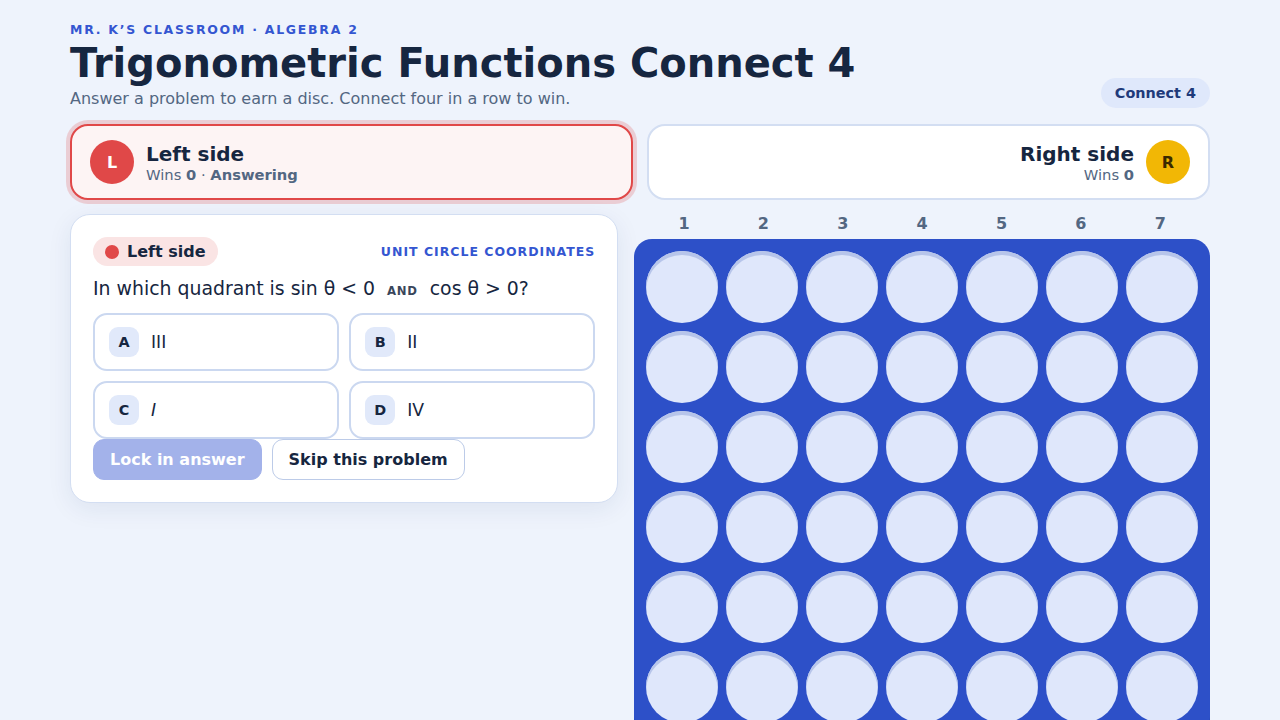 MR. K’S CLASSROOM · ALGEBRA 2
Trigonometric Functions Connect 4
Answer a problem to earn a disc. Connect four in a row to win.
Connect 4
L
Left side
Wins 0 · Answering
Right side
Wins 0
R
Left side
UNIT CIRCLE COORDINATES
In which quadrant is sin θ < 0 AND cos θ > 0?
A III
B II
C I
D IV
Lock in answer
Skip this problem
1 2 3 4 5 6 7